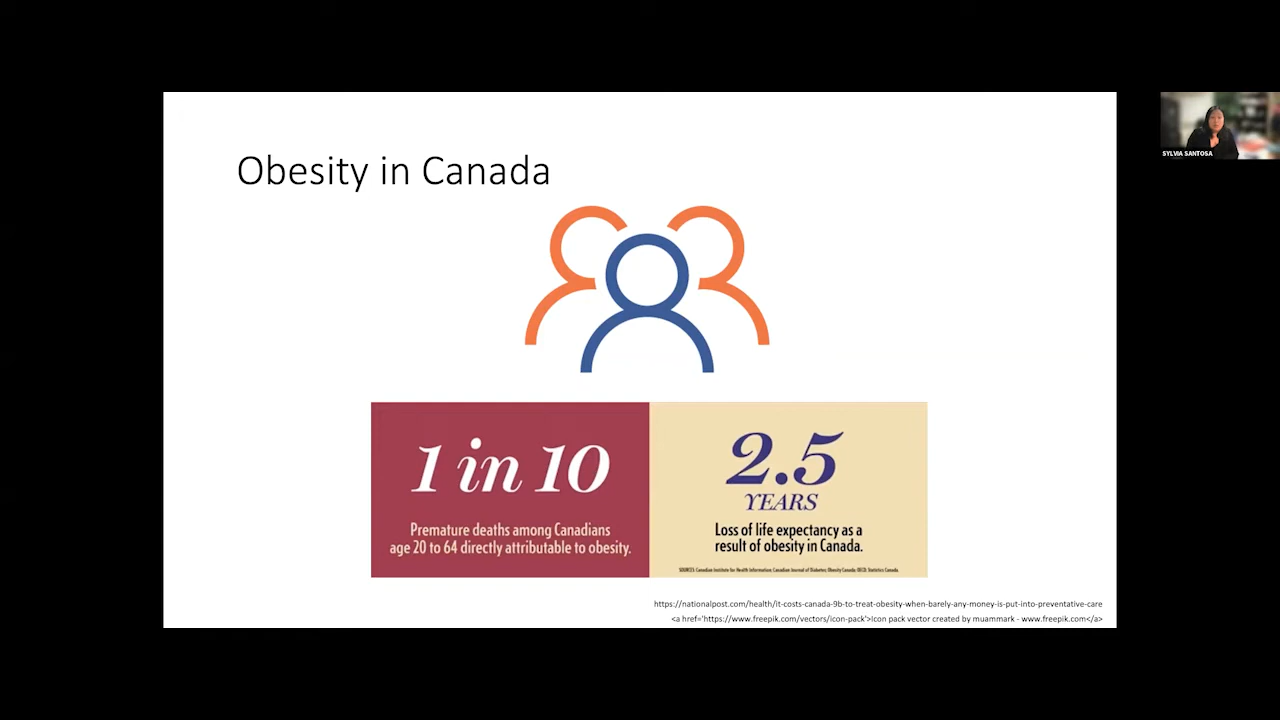 Obesity in Canada
SYLVIA SANTOSA
1 in 10
Premature deaths among Canadians
age 20 to 64 directly attributable to obesity.
2.5
YEARS
Loss of life expectancy as a
result of obesity in Canada.
SOURCES: Canadian Institute for Health Information; Canadian Journal of Diabetes; Obesity Canada; OECD; Statistics Canada.
https://nationalpost.com/health/it-costs-canada-9b-to-treat-obesity-when-barely-any-money-is-put-into-preventative-care
<a href='https://www.freepik.com/vectors/icon-pack'>Icon pack vector created by muammark - www.freepik.com</a>